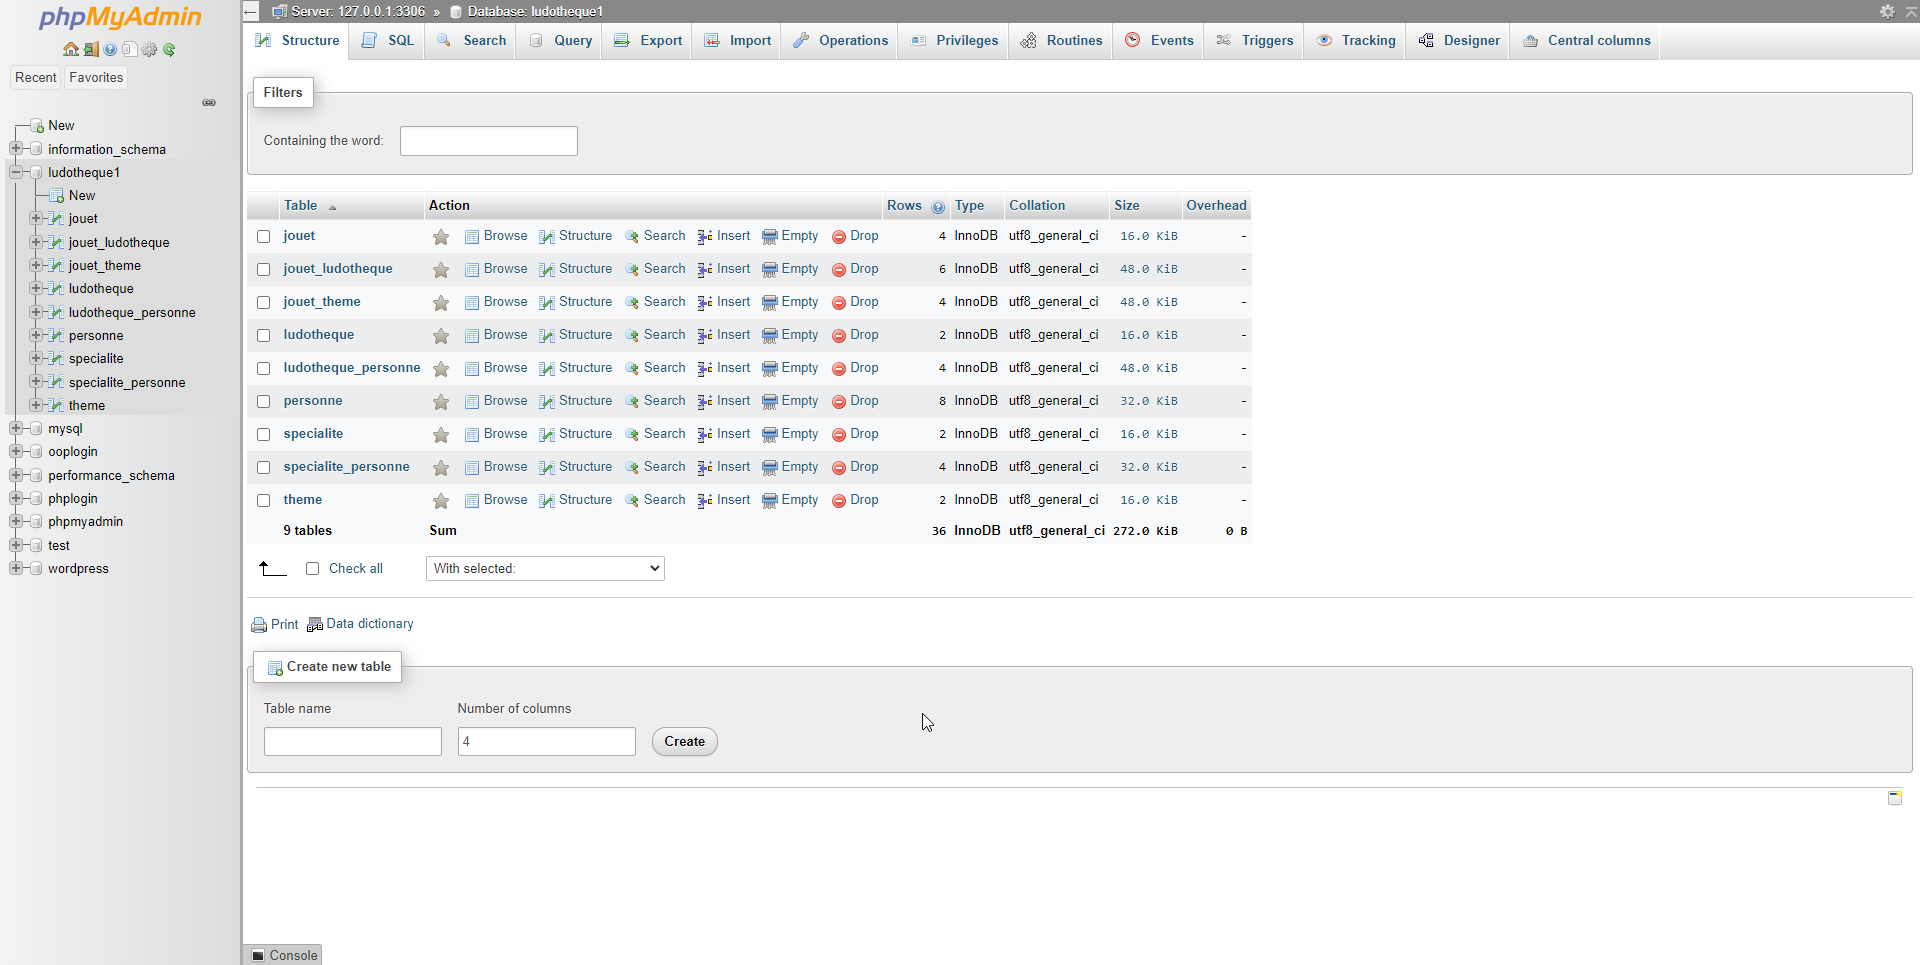 phpMyAdmin
Recent Favorites
New
information_schema
ludotheque1
New
jouet
jouet_ludotheque
jouet_theme
ludotheque
ludotheque_personne
personne
specialite
specialite_personne
theme
mysql
ooplogin
performance_schema
phplogin
phpmyadmin
test
wordpress
Server: 127.0.0.1:3306 » Database: ludotheque1
Structure SQL Search Query Export Import Operations Privileges Routines Events Triggers Tracking Designer Central columns
Filters
Containing the word:
Table Action Rows Type Collation Size Overhead
jouet Browse Structure Search Insert Empty Drop 4 InnoDB utf8_general_ci 16.0 KiB -
jouet_ludotheque Browse Structure Search Insert Empty Drop 6 InnoDB utf8_general_ci 48.0 KiB -
jouet_theme Browse Structure Search Insert Empty Drop 4 InnoDB utf8_general_ci 48.0 KiB -
ludotheque Browse Structure Search Insert Empty Drop 2 InnoDB utf8_general_ci 16.0 KiB -
ludotheque_personne Browse Structure Search Insert Empty Drop 4 InnoDB utf8_general_ci 48.0 KiB -
personne Browse Structure Search Insert Empty Drop 8 InnoDB utf8_general_ci 32.0 KiB -
specialite Browse Structure Search Insert Empty Drop 2 InnoDB utf8_general_ci 16.0 KiB -
specialite_personne Browse Structure Search Insert Empty Drop 4 InnoDB utf8_general_ci 32.0 KiB -
theme Browse Structure Search Insert Empty Drop 2 InnoDB utf8_general_ci 16.0 KiB -
9 tables Sum 36 InnoDB utf8_general_ci 272.0 KiB 0 B
Check all With selected:
Print Data dictionary
Create new table
Table name Number of columns
4 Create
Console